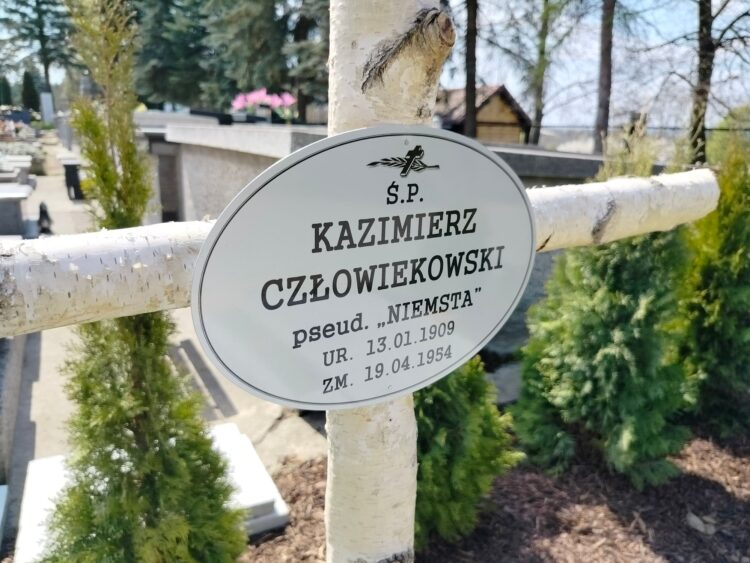 Ś.P.
KAZIMIERZ
CZŁOWIEKOWSKI
pseud. „NIEMSTA”
UR. 13.01.1909
ZM. 19.04.1954